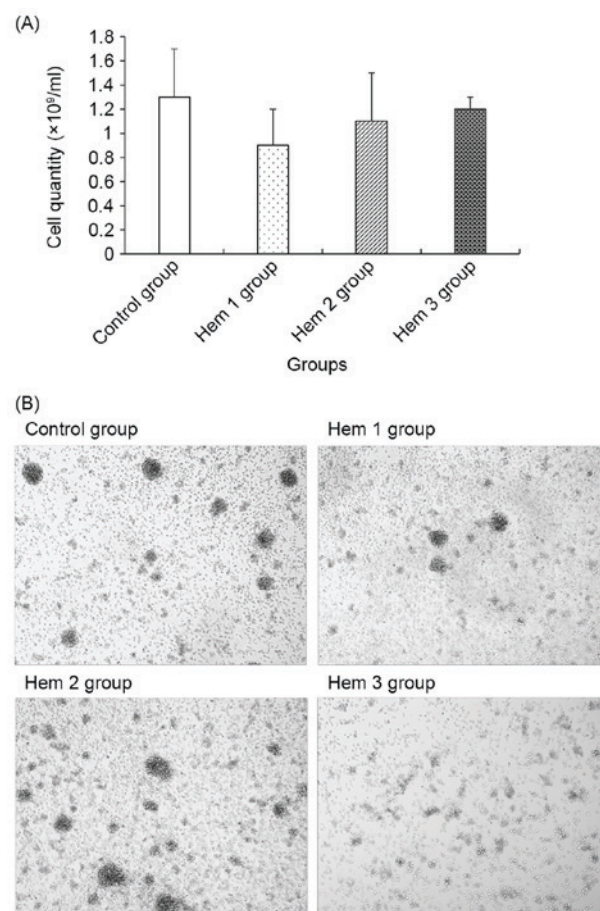 (A)
1.8
1.6
1.4
1.2
1
0.8
0.6
0.4
0.2
0
Cell quantity (×10⁹/ml)
Control group
Hem 1 group
Hem 2 group
Hem 3 group
Groups
(B)
Control group
Hem 1 group
Hem 2 group
Hem 3 group